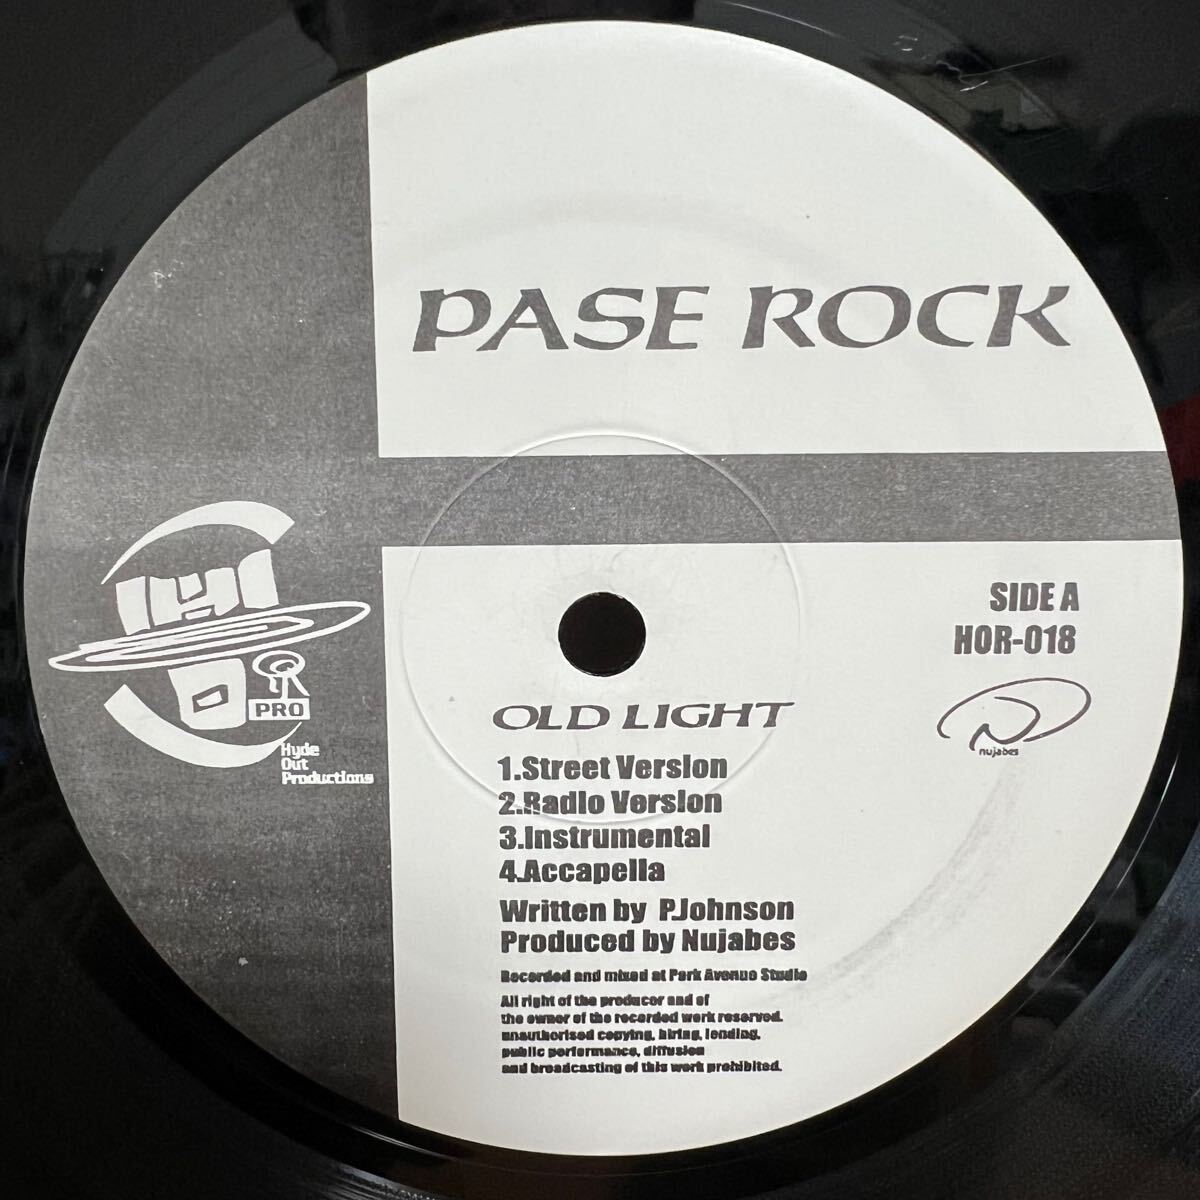 PASE ROCK
SIDE A
HOR-018
nujabes
PRO
Hyde
Out
Productions
OLD LIGHT
1.Street Version
2.Radio Version
3.Instrumental
4.Accapella
Written by PJohnson
Produced by Nujabes
Recorded and mixed at Park Avenue Studio
All right of the producer and of
the owner of the recorded work reserved.
unauthorised copying, hiring, lending,
public performance, diffusion
and broadcasting of this work prohibited.